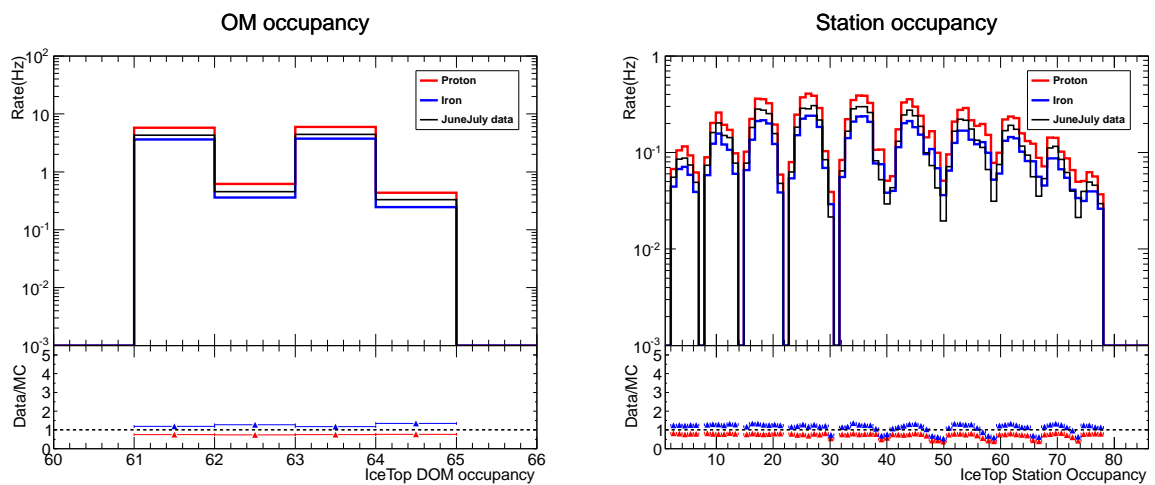 OM occupancy
Rate(Hz)
10²
10
1
10⁻¹
10⁻²
10⁻³
Proton
Iron
JuneJuly data
Data/MC
5
4
3
2
1
0
60 61 62 63 64 65 66
IceTop DOM occupancy
Station occupancy
Rate(Hz)
1
10⁻¹
10⁻²
10⁻³
Proton
Iron
JuneJuly data
Data/MC
5
4
3
2
1
0
10 20 30 40 50 60 70 80
IceTop Station Occupancy